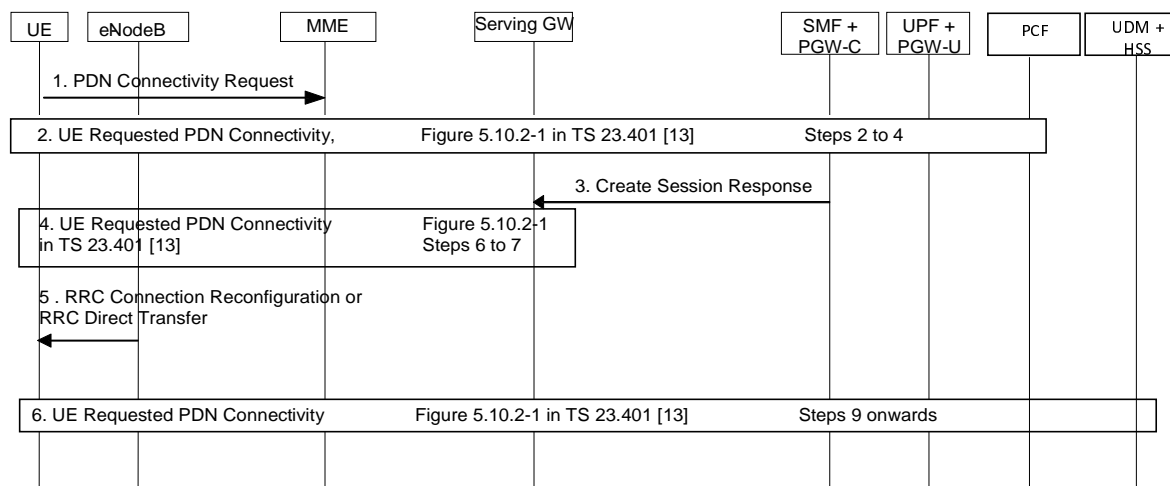 UE
eNodeB
MME
Serving GW
SMF +
PGW-C
UPF +
PGW-U
PCF
UDM +
HSS
1. PDN Connectivity Request
2. UE Requested PDN Connectivity, Figure 5.10.2-1 in TS 23.401 [13] Steps 2 to 4
3. Create Session Response
4. UE Requested PDN Connectivity Figure 5.10.2-1
in TS 23.401 [13] Steps 6 to 7
5 . RRC Connection Reconfiguration or
RRC Direct Transfer
6. UE Requested PDN Connectivity Figure 5.10.2-1 in TS 23.401 [13] Steps 9 onwards